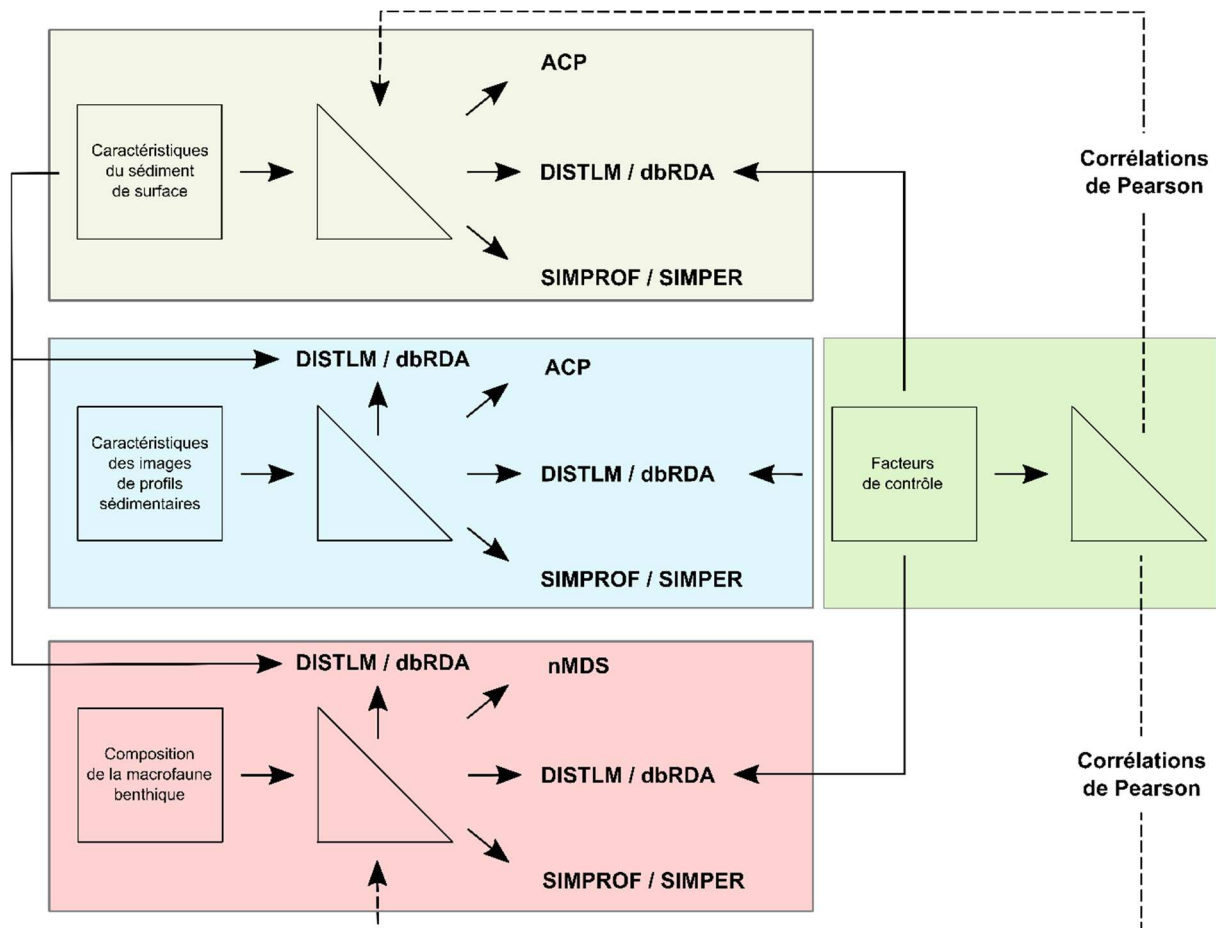 ACP
Caractéristiques
du sédiment
de surface
DISTLM / dbRDA
SIMPROF / SIMPER
Corrélations
de Pearson
DISTLM / dbRDA
ACP
Caractéristiques
des images
de profils
sédimentaires
DISTLM / dbRDA
SIMPROF / SIMPER
Facteurs
de contrôle
DISTLM / dbRDA
nMDS
Composition
de la macrofaune
benthique
DISTLM / dbRDA
SIMPROF / SIMPER
Corrélations
de Pearson